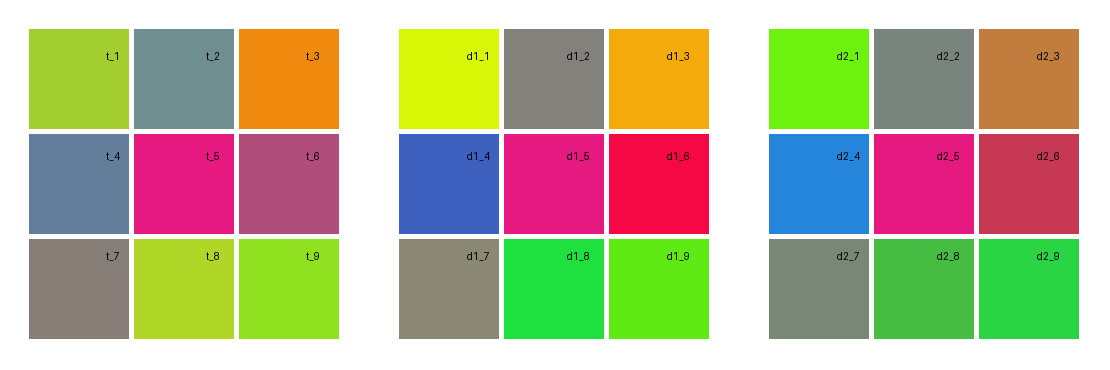 t_1 t_2 t_3 d1_1 d1_2 d1_3 d2_1 d2_2 d2_3
t_4 t_5 t_6 d1_4 d1_5 d1_6 d2_4 d2_5 d2_6
t_7 t_8 t_9 d1_7 d1_8 d1_9 d2_7 d2_8 d2_9